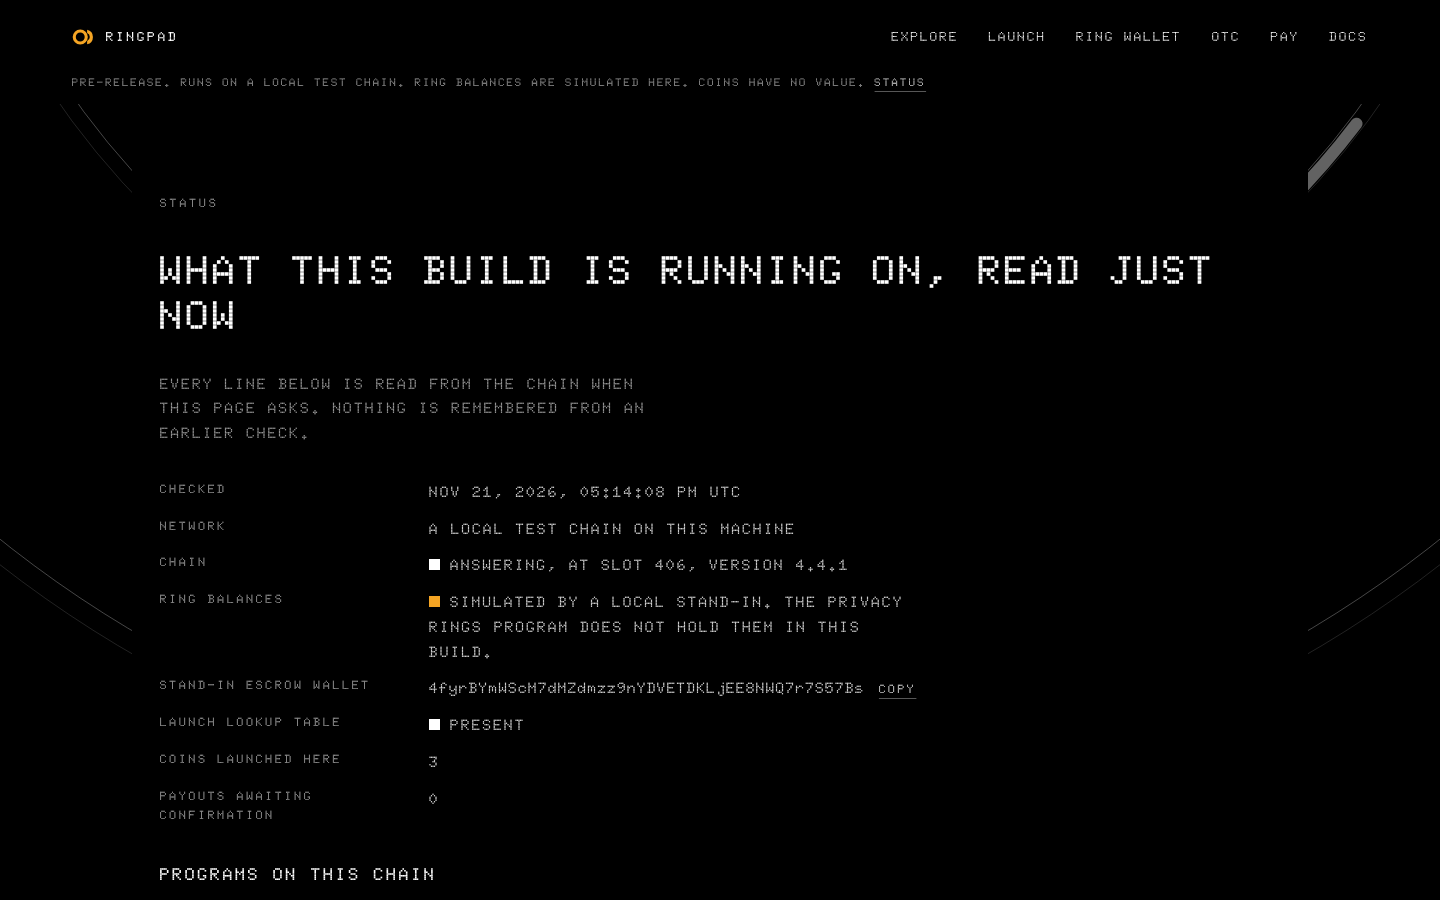 RINGPAD
EXPLORE LAUNCH RING WALLET OTC PAY DOCS
PRE-RELEASE. RUNS ON A LOCAL TEST CHAIN. RING BALANCES ARE SIMULATED HERE. COINS HAVE NO VALUE. STATUS
STATUS
WHAT THIS BUILD IS RUNNING ON, READ JUST
NOW
EVERY LINE BELOW IS READ FROM THE CHAIN WHEN
THIS PAGE ASKS. NOTHING IS REMEMBERED FROM AN
EARLIER CHECK.
CHECKED NOV 21, 2026, 05:14:08 PM UTC
NETWORK A LOCAL TEST CHAIN ON THIS MACHINE
CHAIN ANSWERING, AT SLOT 406, VERSION 4.4.1
RING BALANCES SIMULATED BY A LOCAL STAND-IN. THE PRIVACY
RINGS PROGRAM DOES NOT HOLD THEM IN THIS
BUILD.
STAND-IN ESCROW WALLET 4fyrBYmWScM7dMZdmzz9nYDVETDKLjEE8NWQ7r7S57Bs COPY
LAUNCH LOOKUP TABLE PRESENT
COINS LAUNCHED HERE 3
PAYOUTS AWAITING 0
CONFIRMATION
PROGRAMS ON THIS CHAIN